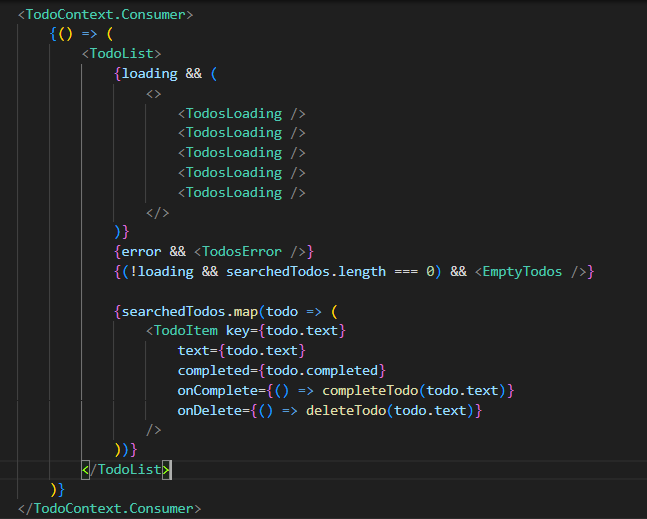 <TodoContext.Consumer>
    {() => (
        <TodoList>
            {loading && (
                <>
                    <TodosLoading />
                    <TodosLoading />
                    <TodosLoading />
                    <TodosLoading />
                    <TodosLoading />
                </>
            )}
            {error && <TodosError />}
            {(!loading && searchedTodos.length === 0) && <EmptyTodos />}

            {searchedTodos.map(todo => (
                <TodoItem key={todo.text}
                    text={todo.text}
                    completed={todo.completed}
                    onComplete={() => completeTodo(todo.text)}
                    onDelete={() => deleteTodo(todo.text)}
                />
            ))}
        </TodoList>
    )}
</TodoContext.Consumer>